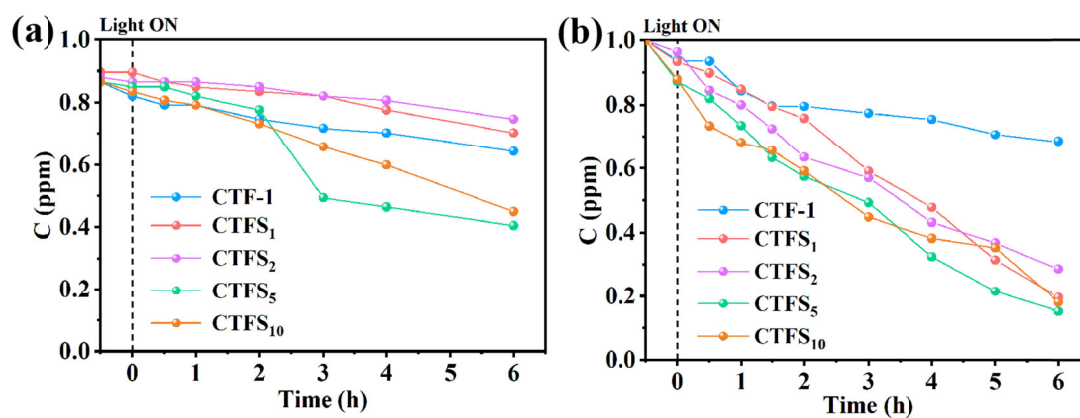 (a)
Light ON
1.0
0.8
0.6
0.4
0.2
0.0
C (ppm)
CTF-1
CTFS₁
CTFS₂
CTFS₅
CTFS₁₀
0 1 2 3 4 5 6
Time (h)
(b)
Light ON
1.0
0.8
0.6
0.4
0.2
0.0
C (ppm)
CTF-1
CTFS₁
CTFS₂
CTFS₅
CTFS₁₀
0 1 2 3 4 5 6
Time (h)